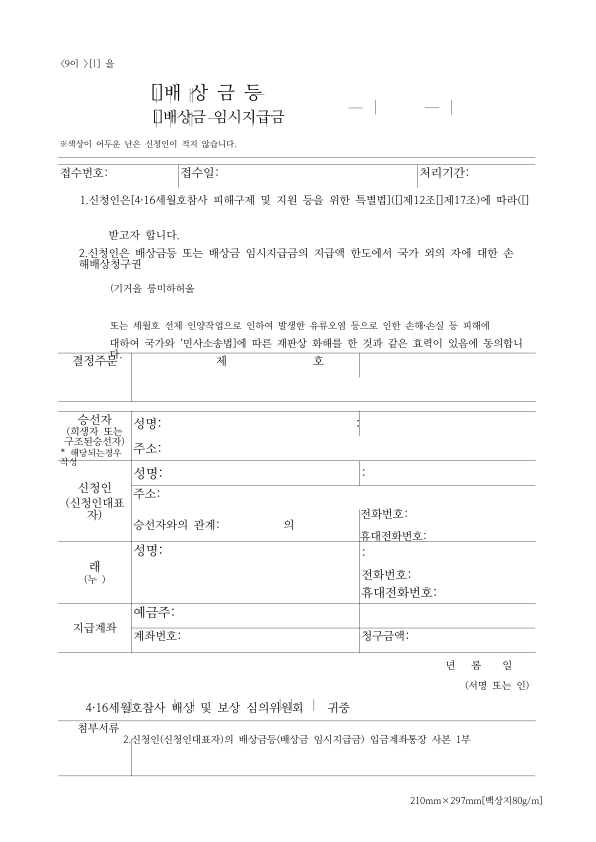 〈9이 〉[|] 을
[]배 상 금 등
[]배상금 임시지급금
※색상이 어두운 난은 신청인이 적지 않습니다.
접수번호: 접수일: 처리기간:
1.신청인은[4·16세월호참사 피해구제 및 지원 등을 위한 특별법]([]제12조[]제17조)에 따라([]
받고자 합니다.
2.신청인은 배상금등 또는 배상금 임시지급금의 지급액 한도에서 국가 외의 자에 대한 손
해배상청구권
(기거을 릉미하혀을
또는 세월호 선체 인양작업으로 인하여 발생한 유류오염 등으로 인한 손해·손실 등 피해에
대하여 국가와 '민사소송법]에 따른 재판상 화해를 한 것과 같은 효력이 있음에 동의합니
다.
결정주문 제 호
승선자
(희생자 또는
구조된승선자)
* 해당되는경우
작성
성명: :
주소:
신청인
(신청인대표
자)
성명: :
주소:
승선자와의 관계: 의
전화번호:
휴대전화번호:
래
(누 )
성명: :
전화번호:
휴대전화번호:
지급계좌
예금주:
계좌번호: 청구금액:
년 롬 일
(서명 또는 인)
4·16세월호참사 배상 및 보상 심의위원회 귀중
첨부서류
2.신청인(신청인대표자)의 배상금등(배상금 임시지급금) 입금계좌통장 사본 1부
210mm×297mm[백상지80g/m]